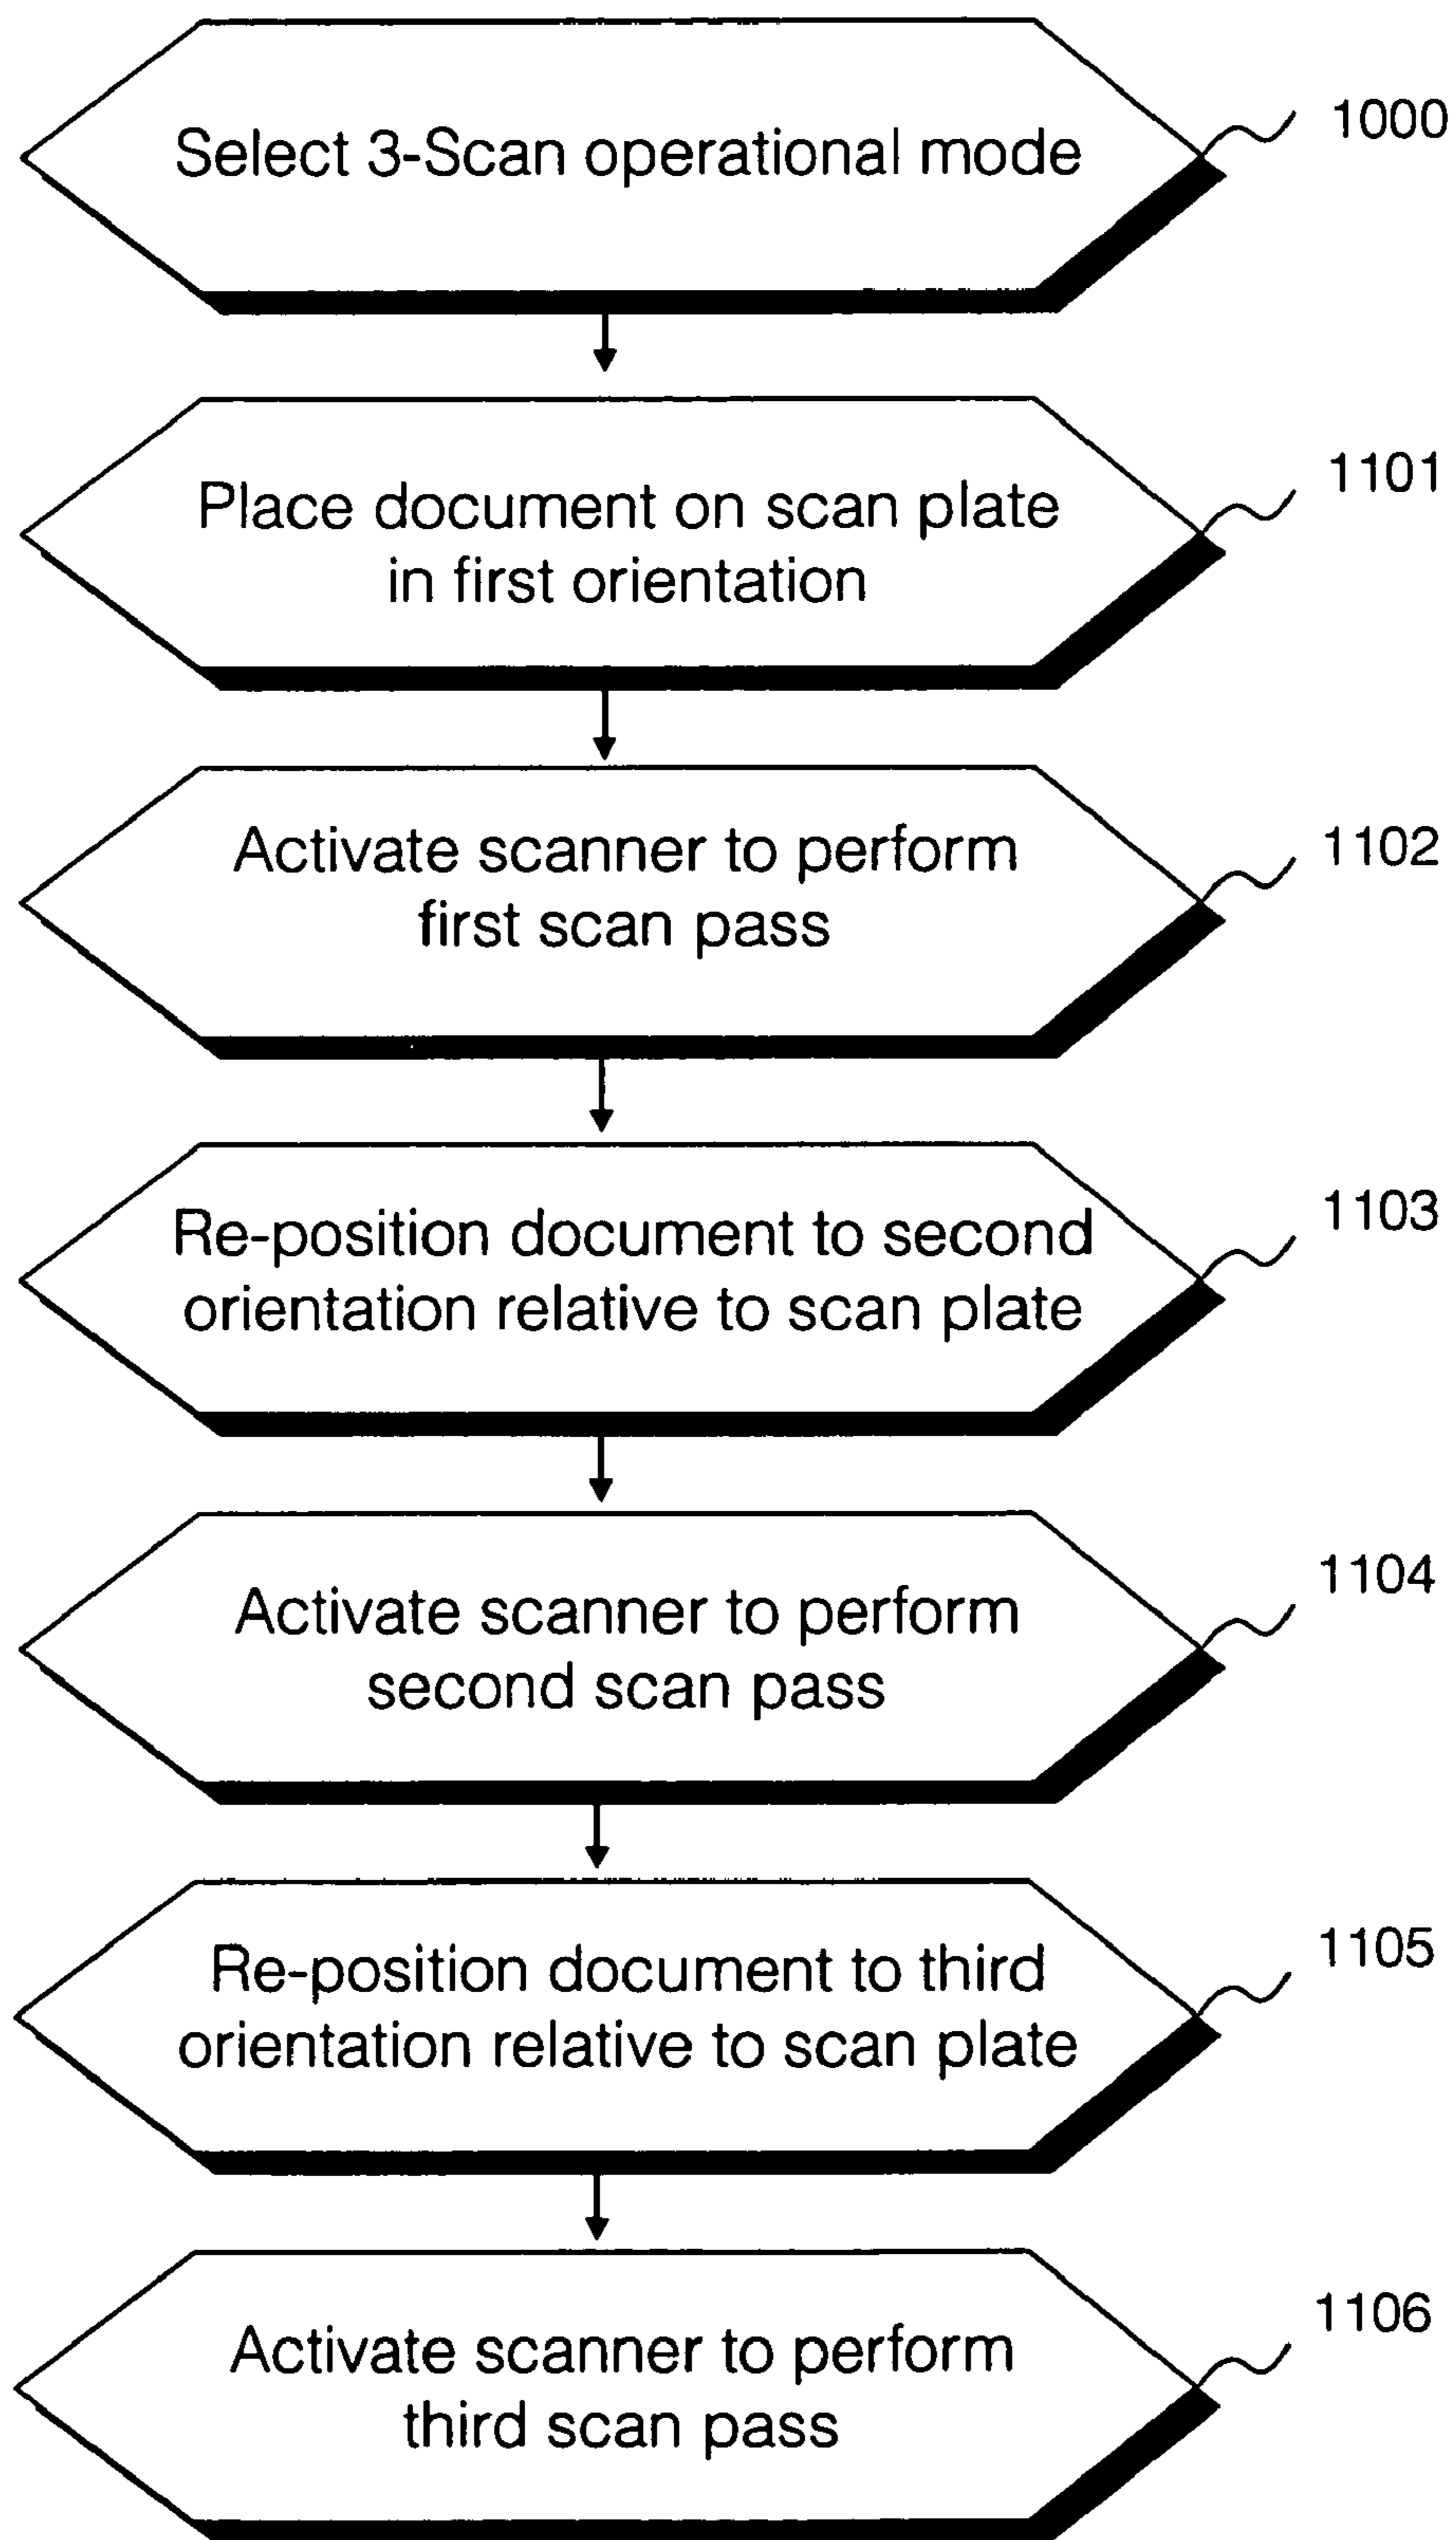 Select 3-Scan operational mode
1000
Place document on scan plate
in first orientation
1101
Activate scanner to perform
first scan pass
1102
Re-position document to second
orientation relative to scan plate
1103
Activate scanner to perform
second scan pass
1104
Re-position document to third
orientation relative to scan plate
1105
Activate scanner to perform
third scan pass
1106